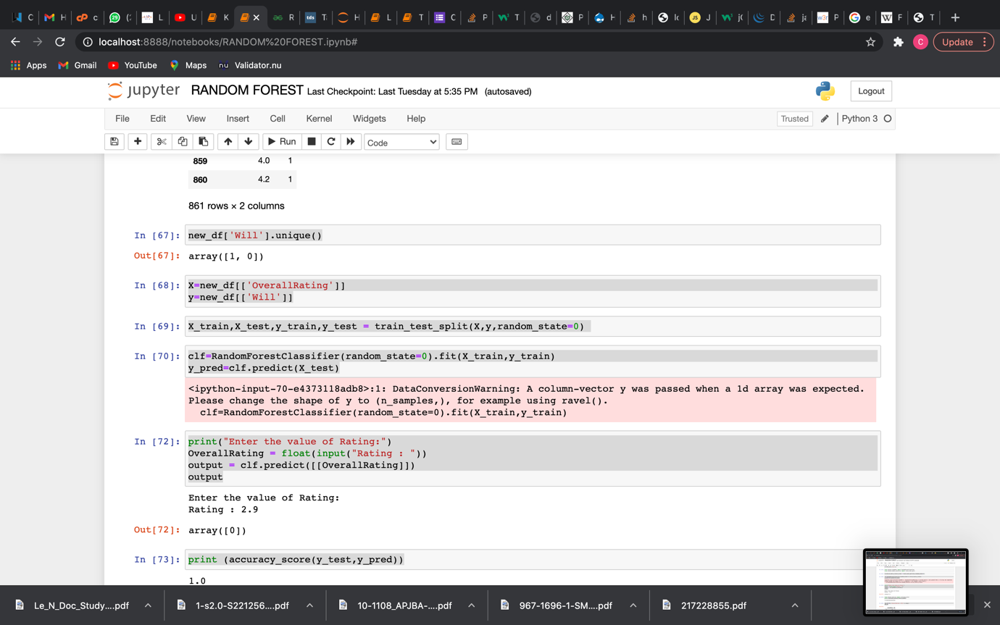 C
H
c
29
(2
L
U
K
R
T
H
L
T
C
P
T
d
P
H
h
lo
J
j(
D
ja
P
e
F
T
localhost:8888/notebooks/RANDOM%20FOREST.ipynb#
C
Update
Apps
Gmail
YouTube
Maps
Validator.nu
jupyter RANDOM FOREST Last Checkpoint: Last Tuesday at 5:35 PM (autosaved)
Logout
File Edit View Insert Cell Kernel Widgets Help
Trusted
Python 3
Run
Code
859 4.0 1
860 4.2 1
861 rows × 2 columns
In [67]: new_df['Will'].unique()
Out[67]: array([1, 0])
In [68]: X=new_df[['OverallRating']]
y=new_df[['Will']]
In [69]: X_train,X_test,y_train,y_test = train_test_split(X,y,random_state=0)
In [70]: clf=RandomForestClassifier(random_state=0).fit(X_train,y_train)
y_pred=clf.predict(X_test)
<ipython-input-70-e4373118adb8>:1: DataConversionWarning: A column-vector y was passed when a 1d array was expected.
Please change the shape of y to (n_samples,), for example using ravel().
clf=RandomForestClassifier(random_state=0).fit(X_train,y_train)
In [72]: print("Enter the value of Rating:")
OverallRating = float(input("Rating : "))
output = clf.predict([[OverallRating]])
output
Enter the value of Rating:
Rating : 2.9
Out[72]: array([0])
In [73]: print (accuracy_score(y_test,y_pred))
1.0
Le_N_Doc_Study....pdf
1-s2.0-S221256....pdf
10-1108_APJBA-....pdf
967-1696-1-SM....pdf
217228855.pdf